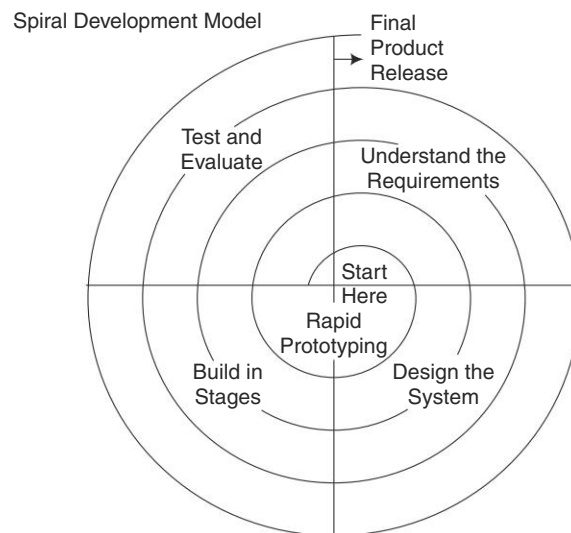 Spiral Development Model
Final
Product
Release
Test and
Evaluate
Understand the
Requirements
Start
Here
Rapid
Prototyping
Build in
Stages
Design the
System